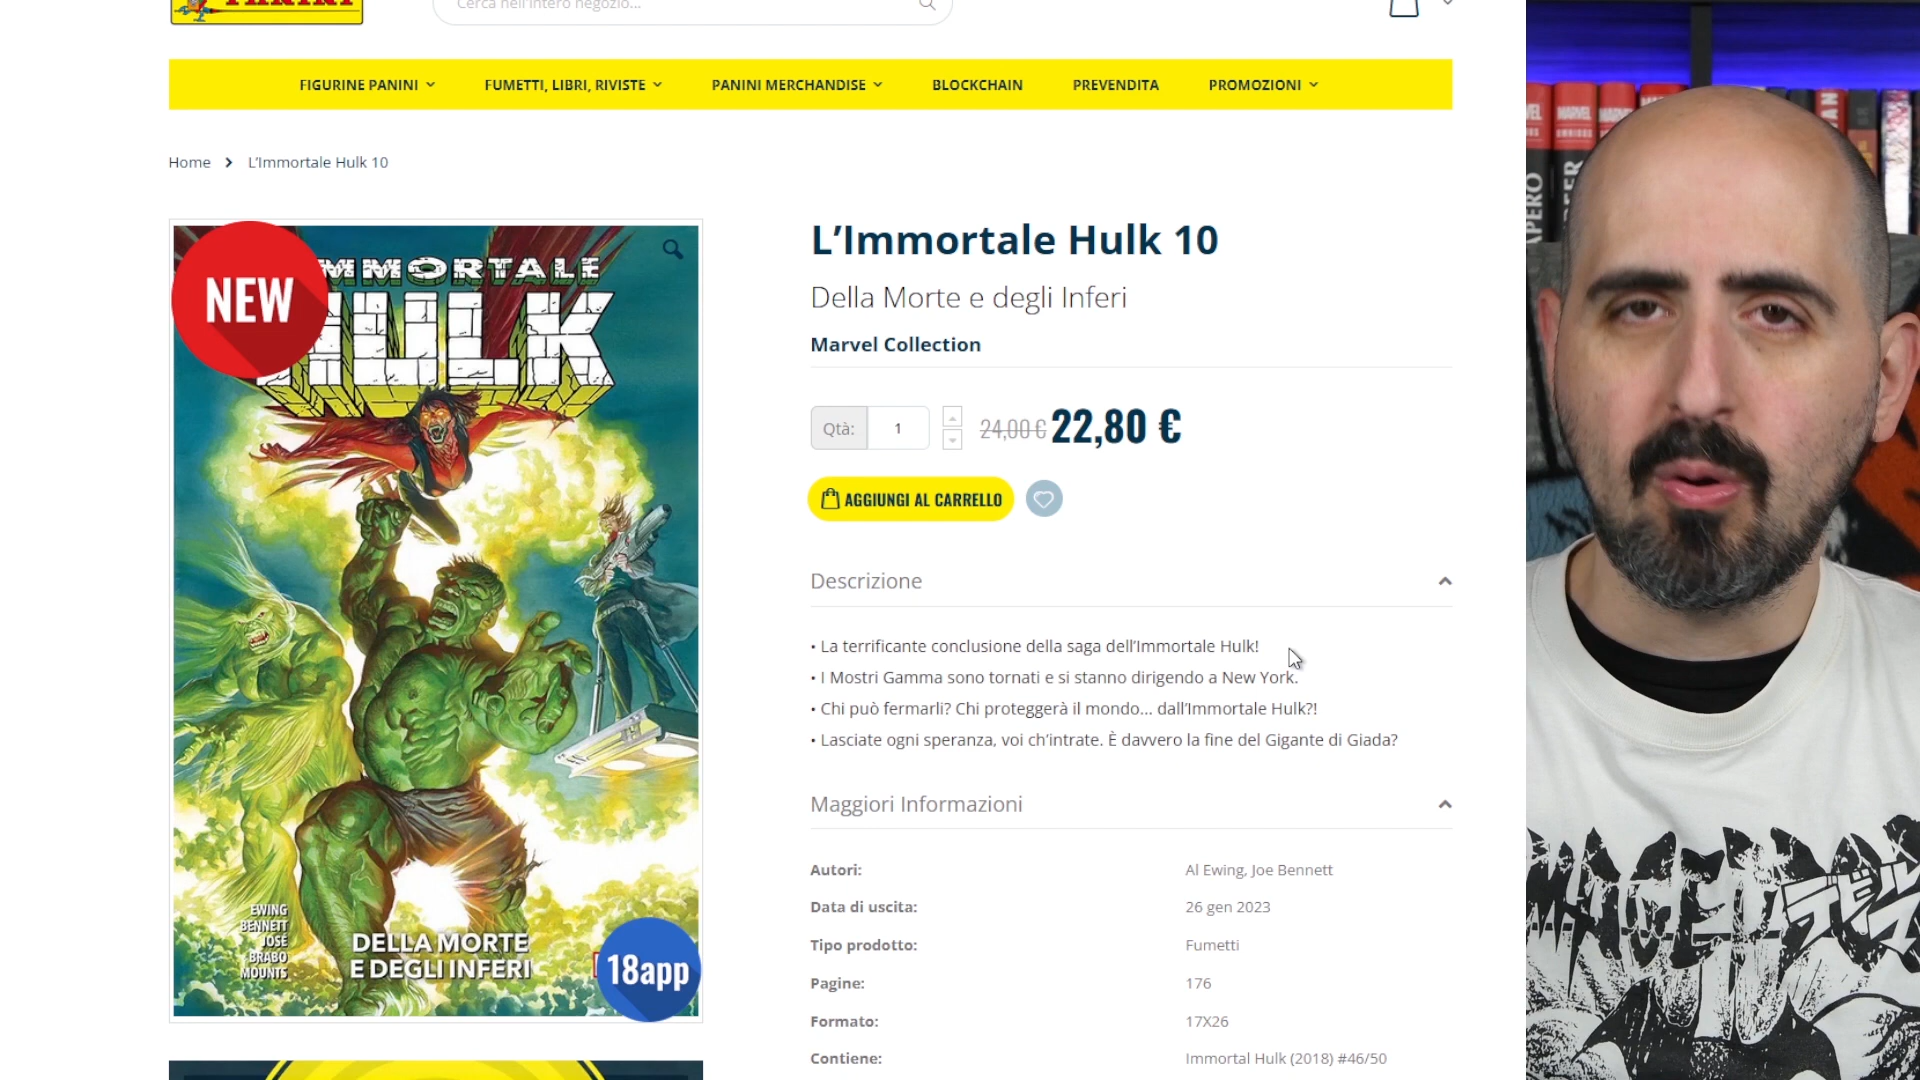 PANINI
Cerca nell'intero negozio...
FIGURINE PANINI
FUMETTI, LIBRI, RIVISTE
PANINI MERCHANDISE
BLOCKCHAIN
PREVENDITA
PROMOZIONI
Home > L'Immortale Hulk 10
NEW
IMMORTALE
HULK
EWING
BENNETT
JOSÉ
BRABO
MOUNTS
DELLA MORTE
E DEGLI INFERI
18app
L'Immortale Hulk 10
Della Morte e degli Inferi
Marvel Collection
Qtà: 1 24,00 € 22,80 €
AGGIUNGI AL CARRELLO
Descrizione
• La terrificante conclusione della saga dell'Immortale Hulk!
• I Mostri Gamma sono tornati e si stanno dirigendo a New York.
• Chi può fermarli? Chi proteggerà il mondo... dall'Immortale Hulk?!
• Lasciate ogni speranza, voi ch'intrate. È davvero la fine del Gigante di Giada?
Maggiori Informazioni
Autori: Al Ewing, Joe Bennett
Data di uscita: 26 gen 2023
Tipo prodotto: Fumetti
Pagine: 176
Formato: 17X26
Contiene: Immortal Hulk (2018) #46/50
MARVEL
OMNIBUS